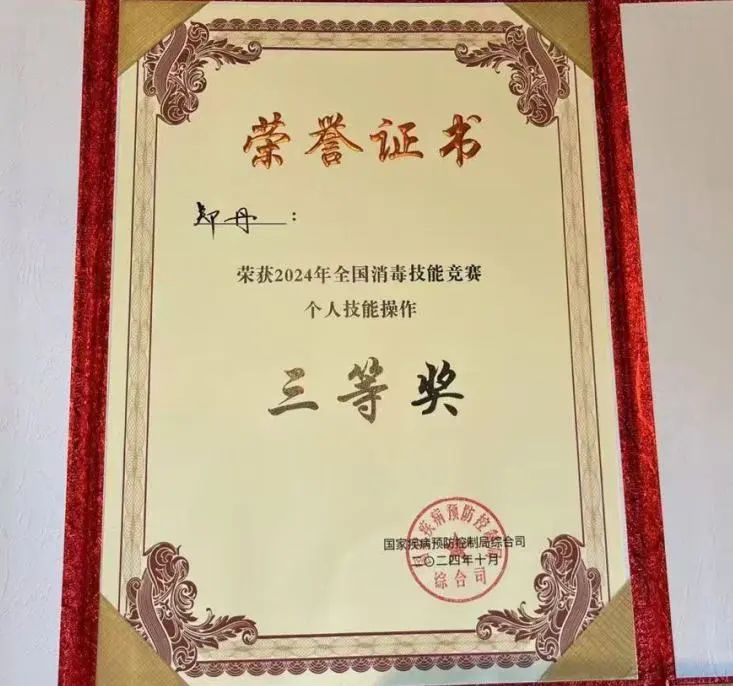 荣誉证书
郑丹：
荣获2024年全国消毒技能竞赛
个人技能操作
三等奖
国家疾病预防控制局综合司
二〇二四年十月
综合司